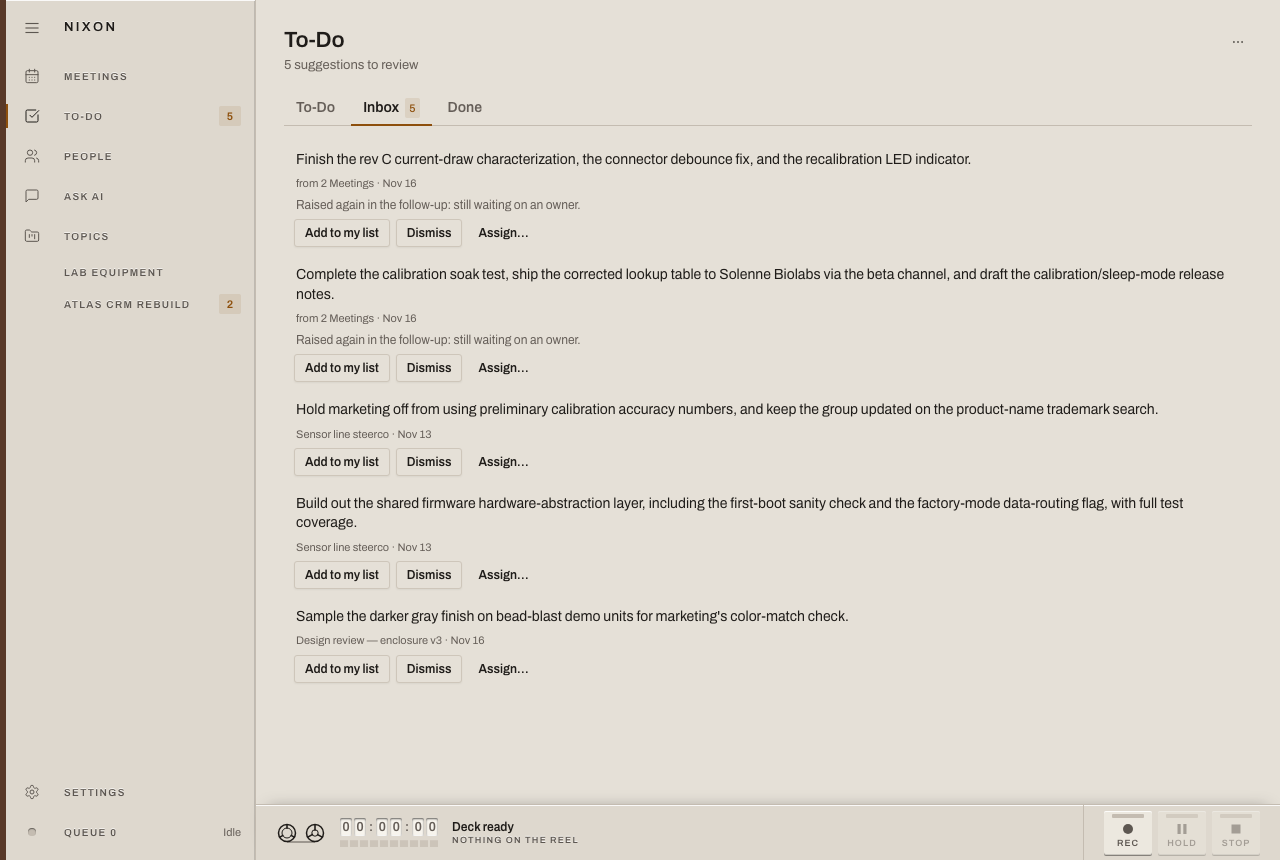 NIXON
MEETINGS
TO-DO 5
PEOPLE
ASK AI
TOPICS
LAB EQUIPMENT
ATLAS CRM REBUILD 2
SETTINGS
QUEUE 0 Idle
To-Do
5 suggestions to review
To-Do Inbox 5 Done
Finish the rev C current-draw characterization, the connector debounce fix, and the recalibration LED indicator.
from 2 Meetings · Nov 16
Raised again in the follow-up: still waiting on an owner.
Add to my list Dismiss Assign...
Complete the calibration soak test, ship the corrected lookup table to Solenne Biolabs via the beta channel, and draft the calibration/sleep-mode release
notes.
from 2 Meetings · Nov 16
Raised again in the follow-up: still waiting on an owner.
Add to my list Dismiss Assign...
Hold marketing off from using preliminary calibration accuracy numbers, and keep the group updated on the product-name trademark search.
Sensor line steerco · Nov 13
Add to my list Dismiss Assign...
Build out the shared firmware hardware-abstraction layer, including the first-boot sanity check and the factory-mode data-routing flag, with full test
coverage.
Sensor line steerco · Nov 13
Add to my list Dismiss Assign...
Sample the darker gray finish on bead-blast demo units for marketing's color-match check.
Design review — enclosure v3 · Nov 16
Add to my list Dismiss Assign...
00:00:00
Deck ready
NOTHING ON THE REEL
REC HOLD STOP